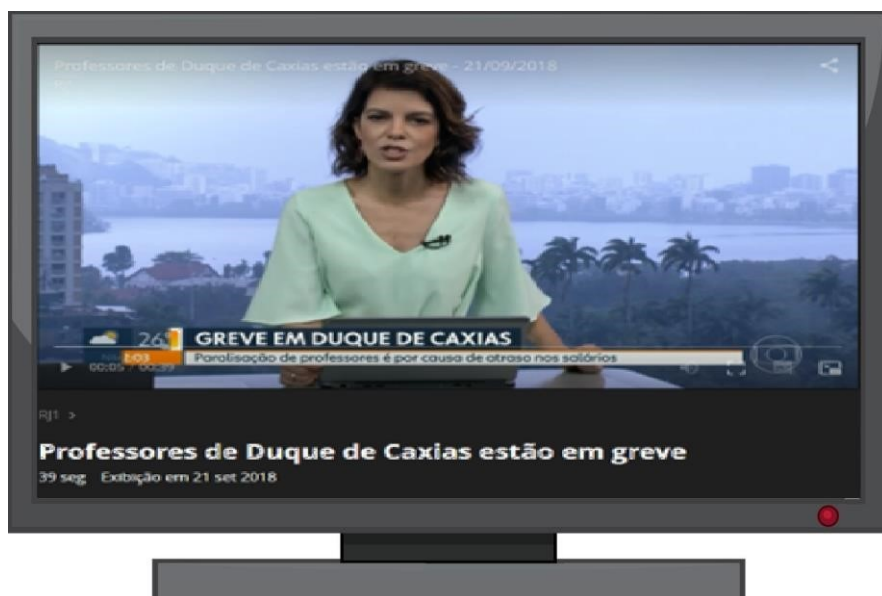 Professores de Duque de Caxias estão em greve - 21/09/2018
26
GREVE EM DUQUE DE CAXIAS
Paralisação de professores é por causa de atraso nos salários
00:05 / 00:39
RJ1 >
Professores de Duque de Caxias estão em greve
39 seg Exibição em 21 set 2018